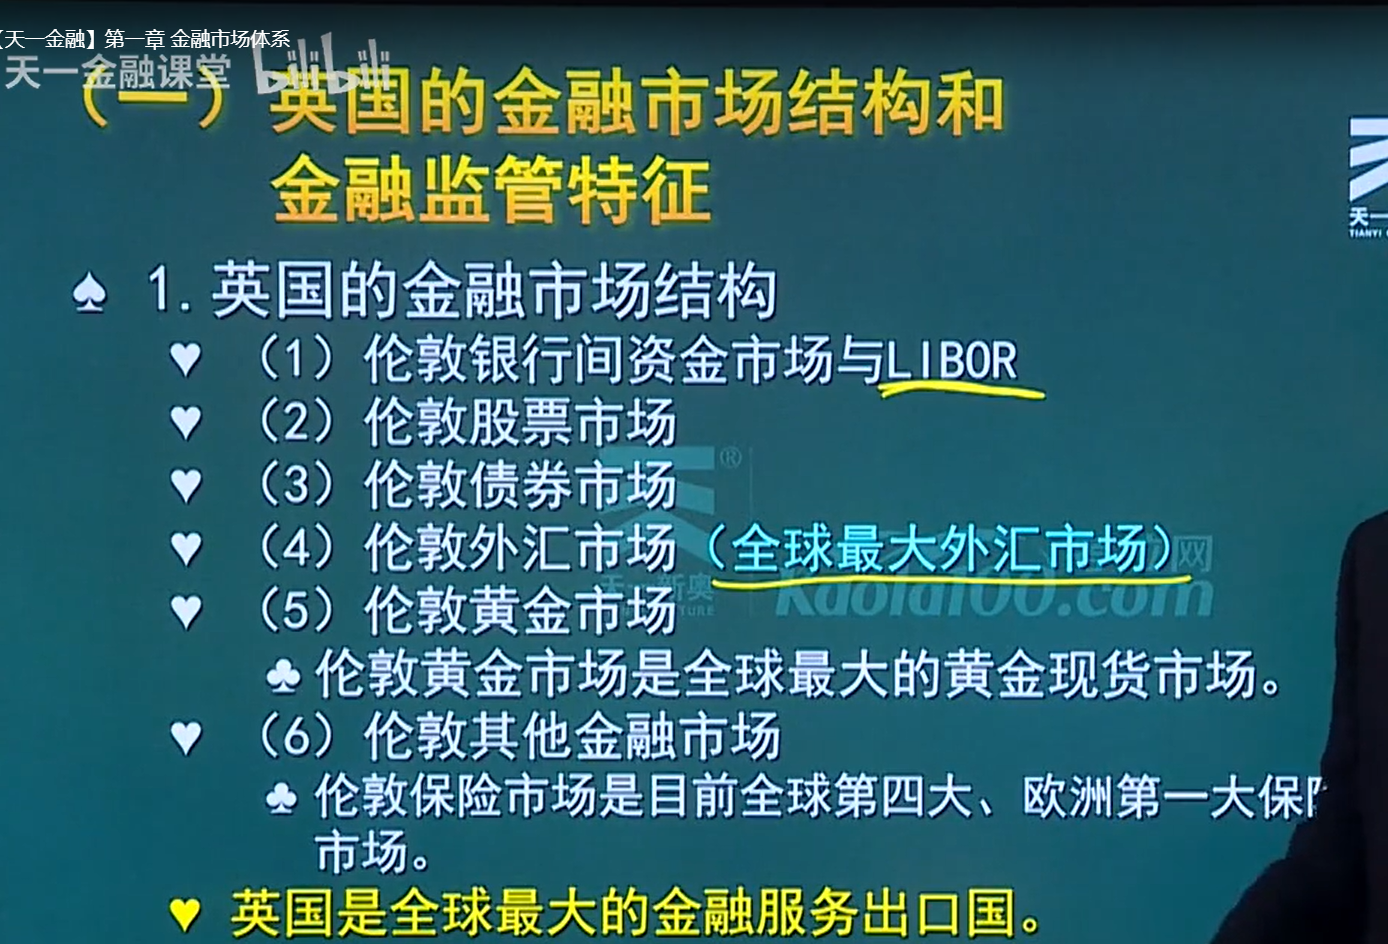 【天一金融】第一章 金融市场体系
天一金融课堂 bilibili
（一）英国的金融市场结构和
金融监管特征
天一
TIANYI
♠ 1.英国的金融市场结构
♥ （1）伦敦银行间资金市场与LIBOR
♥ （2）伦敦股票市场
♥ （3）伦敦债券市场
♥ （4）伦敦外汇市场（全球最大外汇市场）
♥ （5）伦敦黄金市场
♣ 伦敦黄金市场是全球最大的黄金现货市场。
♥ （6）伦敦其他金融市场
♣ 伦敦保险市场是目前全球第四大、欧洲第一大保险
市场。
♥ 英国是全球最大的金融服务出口国。
®
天一新奥
网
Kaola100.com